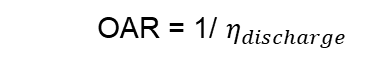 OAR = 1/ η_discharge